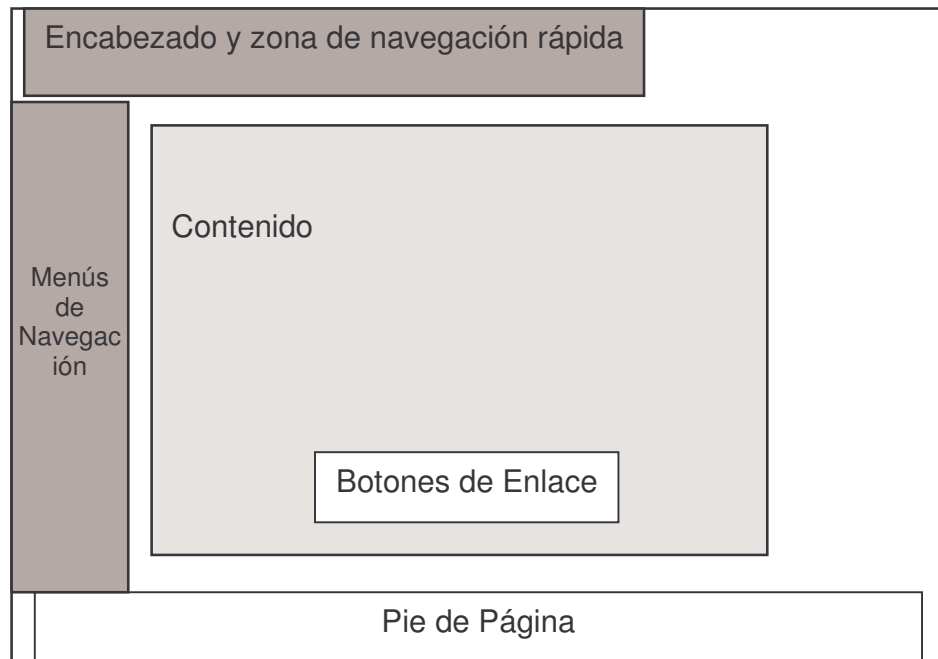 Encabezado y zona de navegación rápida
Contenido
Menús
de
Navegac
ión
Botones de Enlace
Pie de Página